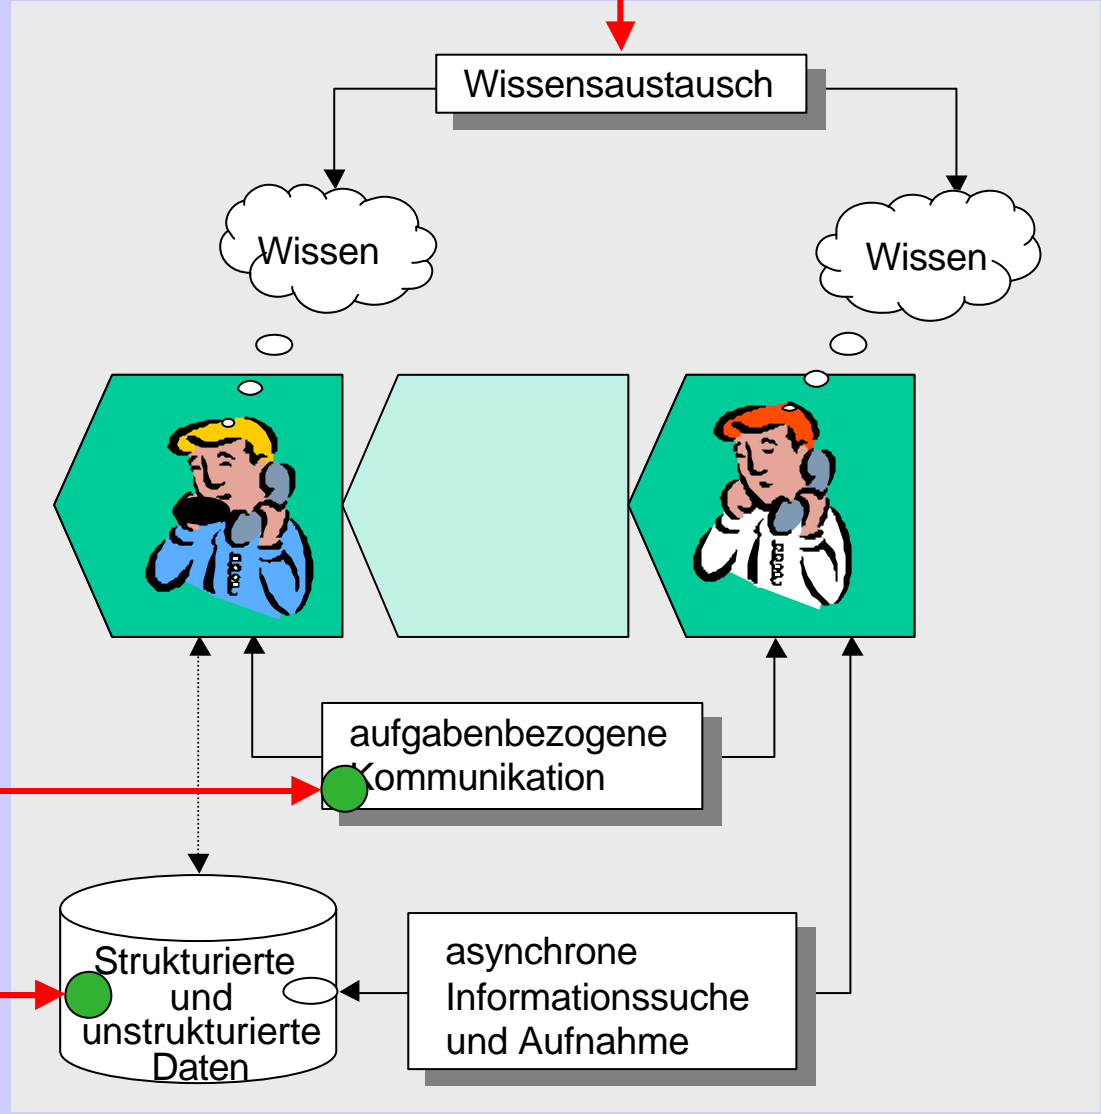 Wissensaustausch
Wissen
Wissen
aufgabenbezogene
Kommunikation
Strukturierte
und
unstrukturierte
Daten
asynchrone
Informationssuche
und Aufnahme